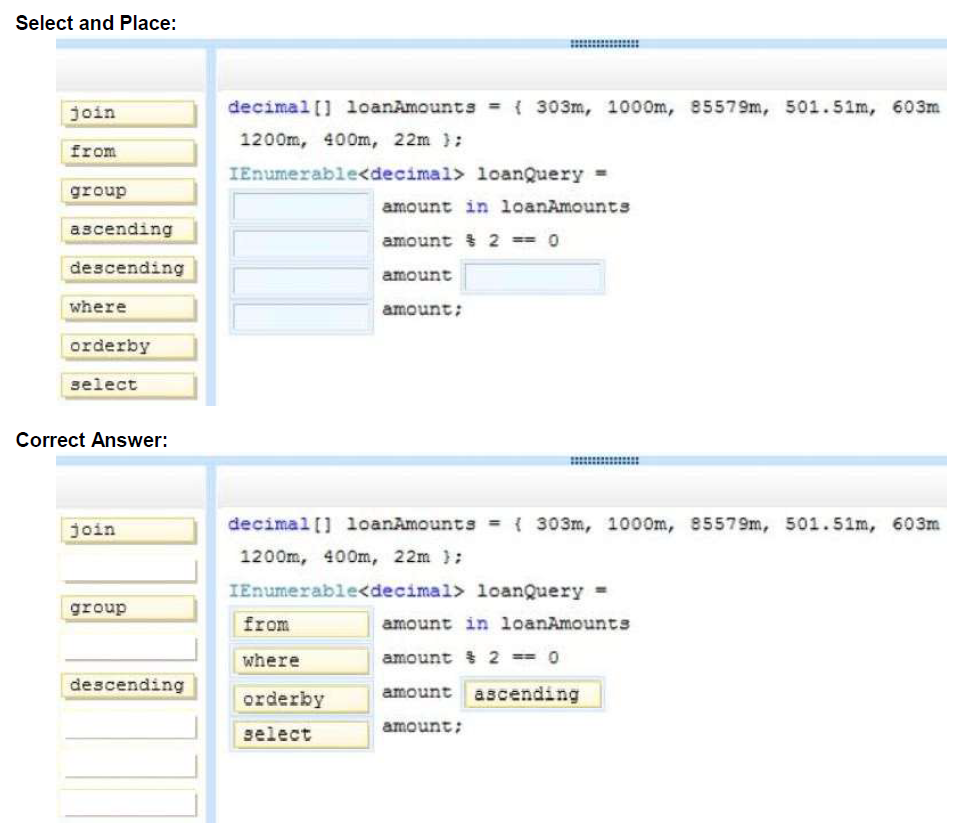 Select and Place:
join
from
group
ascending
descending
where
orderby
select
decimal[] loanAmounts = { 303m, 1000m, 85579m, 501.51m, 603m
1200m, 400m, 22m };
IEnumerable<decimal> loanQuery =
amount in loanAmounts
amount % 2 == 0
amount
amount;
Correct Answer:
join
group
descending
decimal[] loanAmounts = { 303m, 1000m, 85579m, 501.51m, 603m
1200m, 400m, 22m };
IEnumerable<decimal> loanQuery =
from amount in loanAmounts
where amount % 2 == 0
orderby amount ascending
select amount;